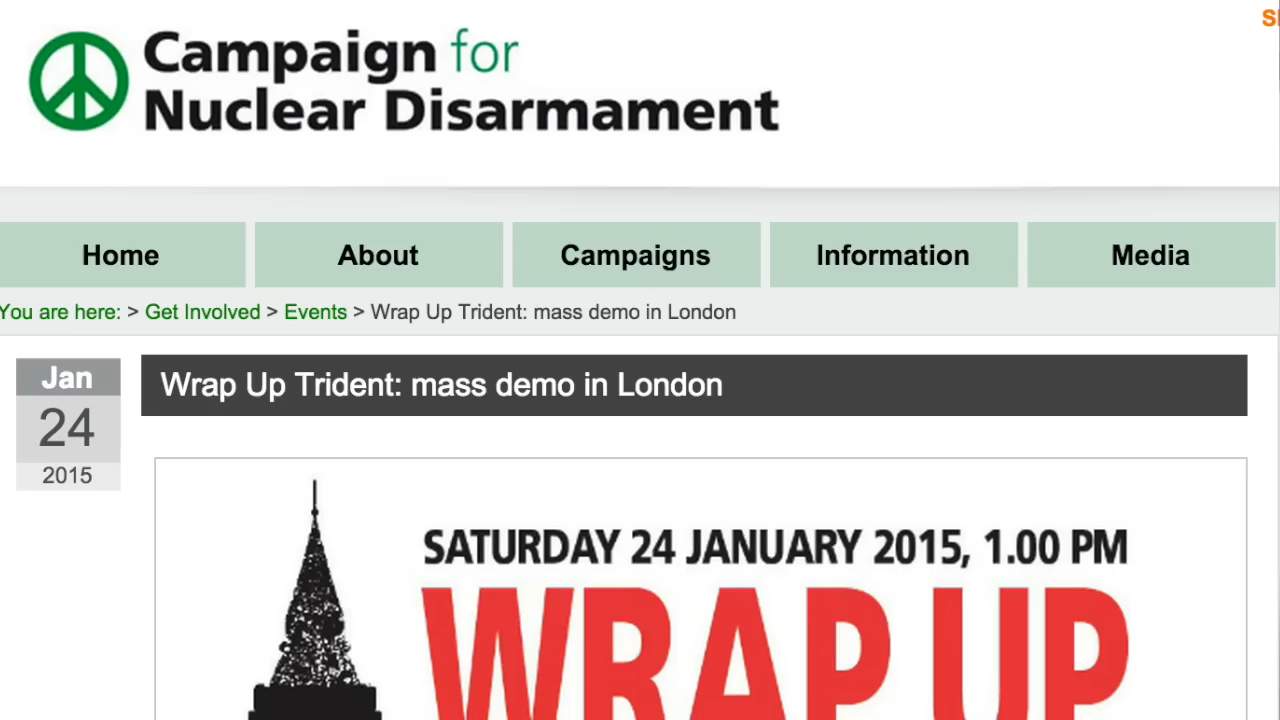 Campaign for
Nuclear Disarmament
Home About Campaigns Information Media
You are here: > Get Involved > Events > Wrap Up Trident: mass demo in London
Jan
24
2015
Wrap Up Trident: mass demo in London
SATURDAY 24 JANUARY 2015, 1.00 PM
WRAP UP